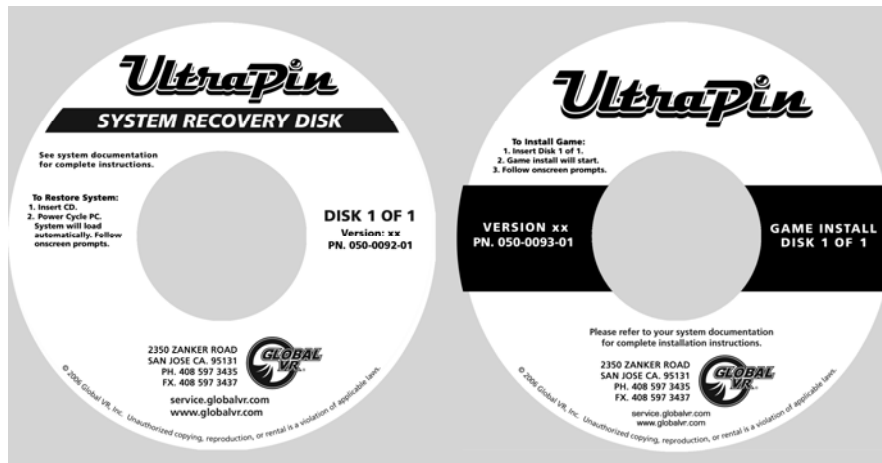 UltraPin
SYSTEM RECOVERY DISK
See system documentation
for complete instructions.
To Restore System:
1. Insert CD.
2. Power Cycle PC.
System will load
automatically. Follow
onscreen prompts.
DISK 1 OF 1
Version: xx
PN. 050-0092-01
2350 ZANKER ROAD
SAN JOSE CA. 95131
PH. 408 597 3435
FX. 408 597 3437
GLOBAL
VR
service.globalvr.com
www.globalvr.com
© 2006 Global VR, Inc. Unauthorized copying, reproduction, or rental is a violation of applicable laws.
UltraPin
To Install Game:
1. Insert Disk 1 of 1.
2. Game install will start.
3. Follow onscreen prompts.
VERSION xx
PN. 050-0093-01
GAME INSTALL
DISK 1 OF 1
Please refer to your system documentation
for complete installation instructions.
2350 ZANKER ROAD
SAN JOSE CA. 95131
PH. 408 597 3435
FX. 408 597 3437
GLOBAL
VR
service.globalvr.com
www.globalvr.com
© 2006 Global VR, Inc. Unauthorized copying, reproduction, or rental is a violation of applicable laws.